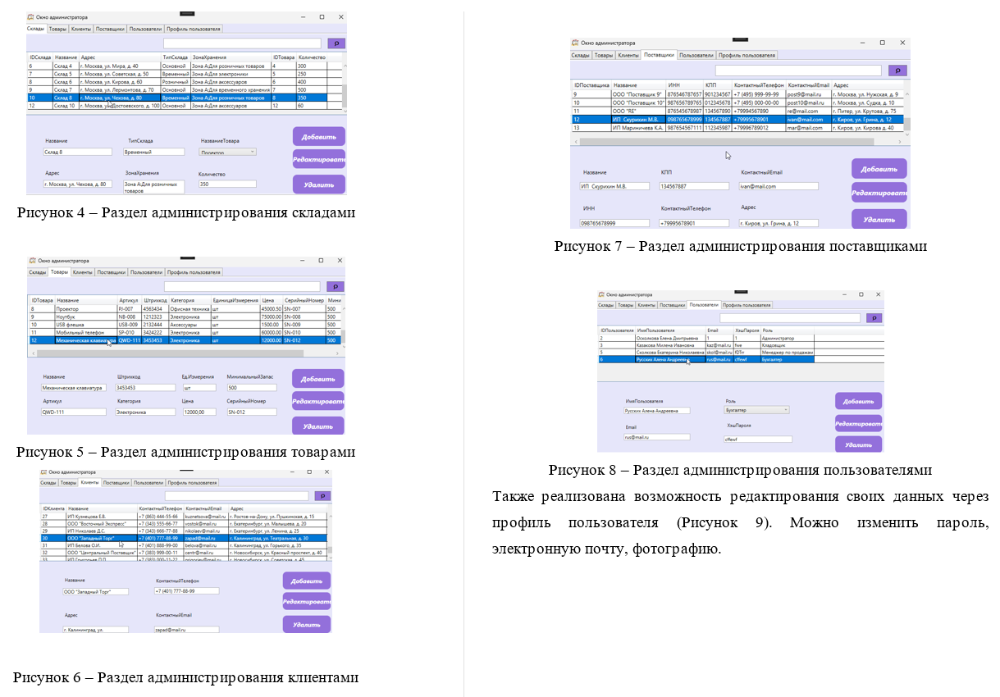 Окно администратора
Склады Товары Клиенты Поставщики Пользователи Профиль пользователя
IDСклада Название Адрес ТипСклада ЗонаХранения IDТовара Количество
6 Склад 4 г. Москва, ул. Мира, д. 40 Основной Зона А:Для розничных товаров 4 300
7 Склад 5 г. Москва, ул. Советская, д. 50 Временный Зона А:Для электроники 5 250
8 Склад 6 г. Москва, ул. Кирова, д. 60 Розничный Зона А:Для аксессуаров 6 400
9 Склад 7 г. Москва, ул. Лермонтова, д. 70 Основной Зона А:Для временного хранения 7 500
10 Склад 8 г. Москва, ул. Чехова, д. 80 Временный Зона А:Для розничных товаров 8 350
12 Склад 10 г. Москва, ул. Достоевского, д. 100 Основной Зона А:Для аксессуаров 12 60
Название ТипСклада НазваниеТовара Добавить
Склад 8 Временный Проектор Редактировать
Адрес ЗонаХранения Количество
г. Москва, ул. Чехова, д. 80 Зона А:Для розничных товаров 350 Удалить
Рисунок 4 – Раздел администрирования складами
Окно администратора
Склады Товары Клиенты Поставщики Пользователи Профиль пользователя
IDТовара Название Артикул Штрихкод Категория ЕдиницаИзмерения Цена СерийныйНомер Мини
8 Проектор PJ-007 4563434 Офисная техника шт 45000.50 SN-007 500
9 Ноутбук NB-008 1212323 Электроника шт 75000.00 SN-008 500
10 USB флешка USB-009 2132444 Аксессуары шт 1500.00 SN-009 500
11 Мобильный телефон SP-010 3424222 Электроника шт 60000.00 SN-010 500
12 Механическая клавиатура QWD-111 3453453 Электроника шт 12000.00 SN-012 500
Название Штрихкод Ед.Измерения МинимальныйЗапас Добавить
Механическая клавиатура 3453453 шт 500
Артикул Категория Цена СерийныйНомер Редактировать
QWD-111 Электроника 12000,00 SN-012
Удалить
Рисунок 5 – Раздел администрирования товарами
Окно администратора
Склады Товары Клиенты Поставщики Пользователи Профиль пользователя
IDКлиента Название КонтактныйТелефон КонтактныйEmail Адрес
27 ИП Кузнецова Е.В. +7 (863) 444-55-66 kuznetsova@mail.ru г. Ростов-на-Дону, ул. Пушкинская, д. 15
28 ООО "Восточный Экспресс" +7 (343) 555-66-77 vostok@mail.ru г. Екатеринбург, ул. Малышева, д. 20
29 ИП Николаев Д.С. +7 (343) 666-77-88 nikolaev@mail.ru г. Екатеринбург, ул. Ленина, д. 25
30 ООО "Западный Торг" +7 (401) 777-88-99 zapad@mail.ru г. Калининград, ул. Театральная, д. 30
31 ИП Белова О.И. +7 (401) 888-99-00 belova@mail.ru г. Калининград, ул. Горького, д. 35
32 ООО "Центральный Поставщик" +7 (383) 999-00-11 centr@mail.ru г. Новосибирск, ул. Красный проспект, д. 40
33 ИП Григорьев П.П. +7 (383) 000-11-22 grigoriev@mail.ru г. Новосибирск, ул. Советская, д. 45
Название КонтактныйТелефон Добавить
ООО "Западный Торг" +7 (401) 777-88-99
Редактировать
Адрес КонтактныйEmail
г. Калининград, ул. zapad@mail.ru Удалить
Рисунок 6 – Раздел администрирования клиентами
Окно администратора
Склады Товары Клиенты Поставщики Пользователи Профиль пользователя
IDПоставщика Название ИНН КПП КонтактныйТелефон КонтактныйEmail Адрес
9 ООО "Поставщик 9" 876546787657 901234567 +7 (495) 999-99-99 post9@mail.ru г. Москва, ул. Нужская, д. 9
10 ООО "Поставщик 10" 987656789765 012345678 +7 (495) 000-00-00 post10@mail.ru г. Москва, ул. Судка, д. 10
11 ООО "RE" 876545678987 134567890 +79994567890 re@mail.com г. Питер, ул. Крутова, д. 75
12 ИП Скурихин М.В. 098765678999 134567887 +79995678901 ivan@mail.com г. Киров, ул. Грина, д. 12
13 ИП Мариничева К.А. 987654567111 112345987 +79996789012 mar@mail.com г. Киров, ул. Кирова д. 40
Название КПП КонтактныйEmail Добавить
ИП Скурихин М.В. 134567887 ivan@mail.com Редактировать
ИНН КонтактныйТелефон Адрес
098765678999 +79995678901 г. Киров, ул. Грина, д. 12 Удалить
Рисунок 7 – Раздел администрирования поставщиками
Окно администратора
Склады Товары Клиенты Поставщики Пользователи Профиль пользователя
IDПользователя ИмяПользователя Email ХэшПароля Роль
2 Осколкова Елена Дмитрьевна 1 1 Администратор
3 Казакова Милена Ивановна kaz@mail.ru fwe Кладовщик
5 Сколкова Екатерина Николаевна skol@mail.ru Менеджер по продажам
6 Русских Алена Андреевна rus@mail.ru cffewf Бухгалтер
ИмяПользователя Роль Добавить
Русских Алена Андреевна Бухгалтер
Email ХэшПароля Редактировать
rus@mail.ru cffewf Удалить
Рисунок 8 – Раздел администрирования пользователями
Также реализована возможность редактирования своих данных через
профиль пользователя (Рисунок 9). Можно изменить пароль,
электронную почту, фотографию.